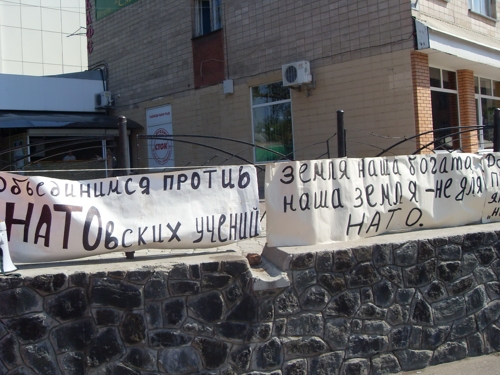 объединимся против
НАТОвских учений
Земля наша богата
наша земля-не для
НАТО.